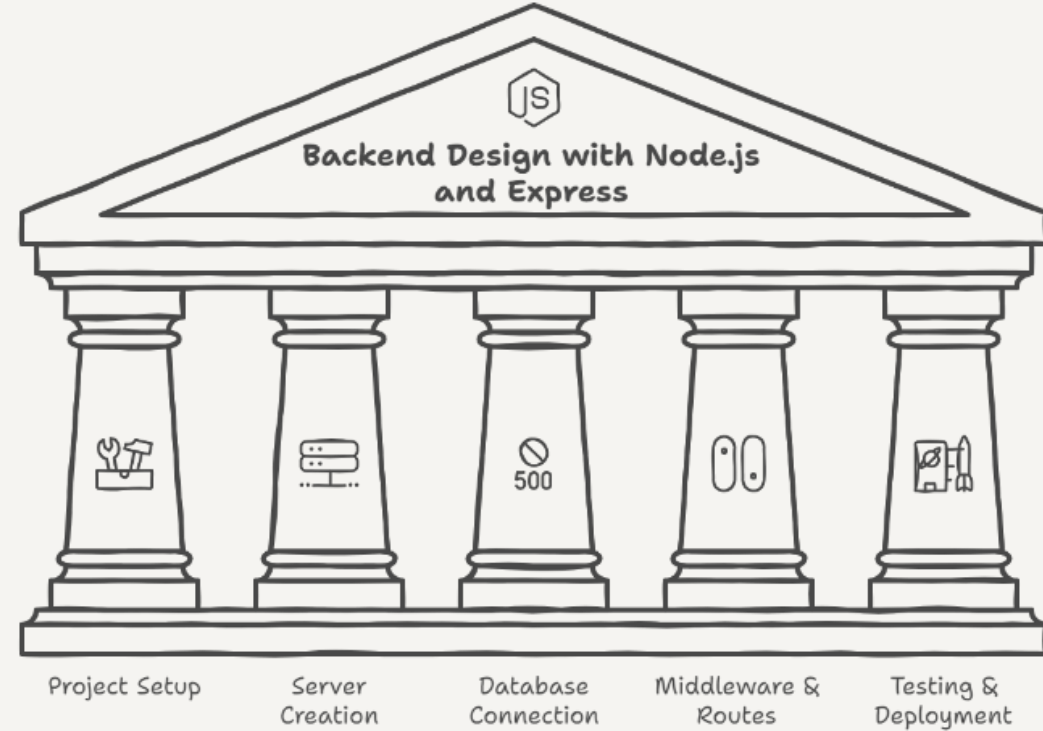 JS
Backend Design with Node.js
and Express
500
Project Setup
Server
Creation
Database
Connection
Middleware &
Routes
Testing &
Deployment